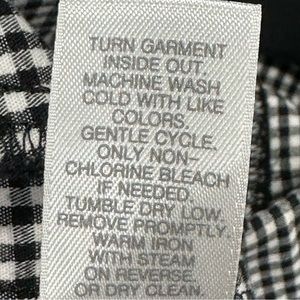 TURN GARMENT
INSIDE OUT.
MACHINE WASH
COLD WITH LIKE
COLORS.
GENTLE CYCLE.
ONLY NON-
CHLORINE BLEACH
IF NEEDED.
TUMBLE DRY LOW.
REMOVE PROMPTLY.
WARM IRON
WITH STEAM
ON REVERSE.
OR DRY CLEAN.